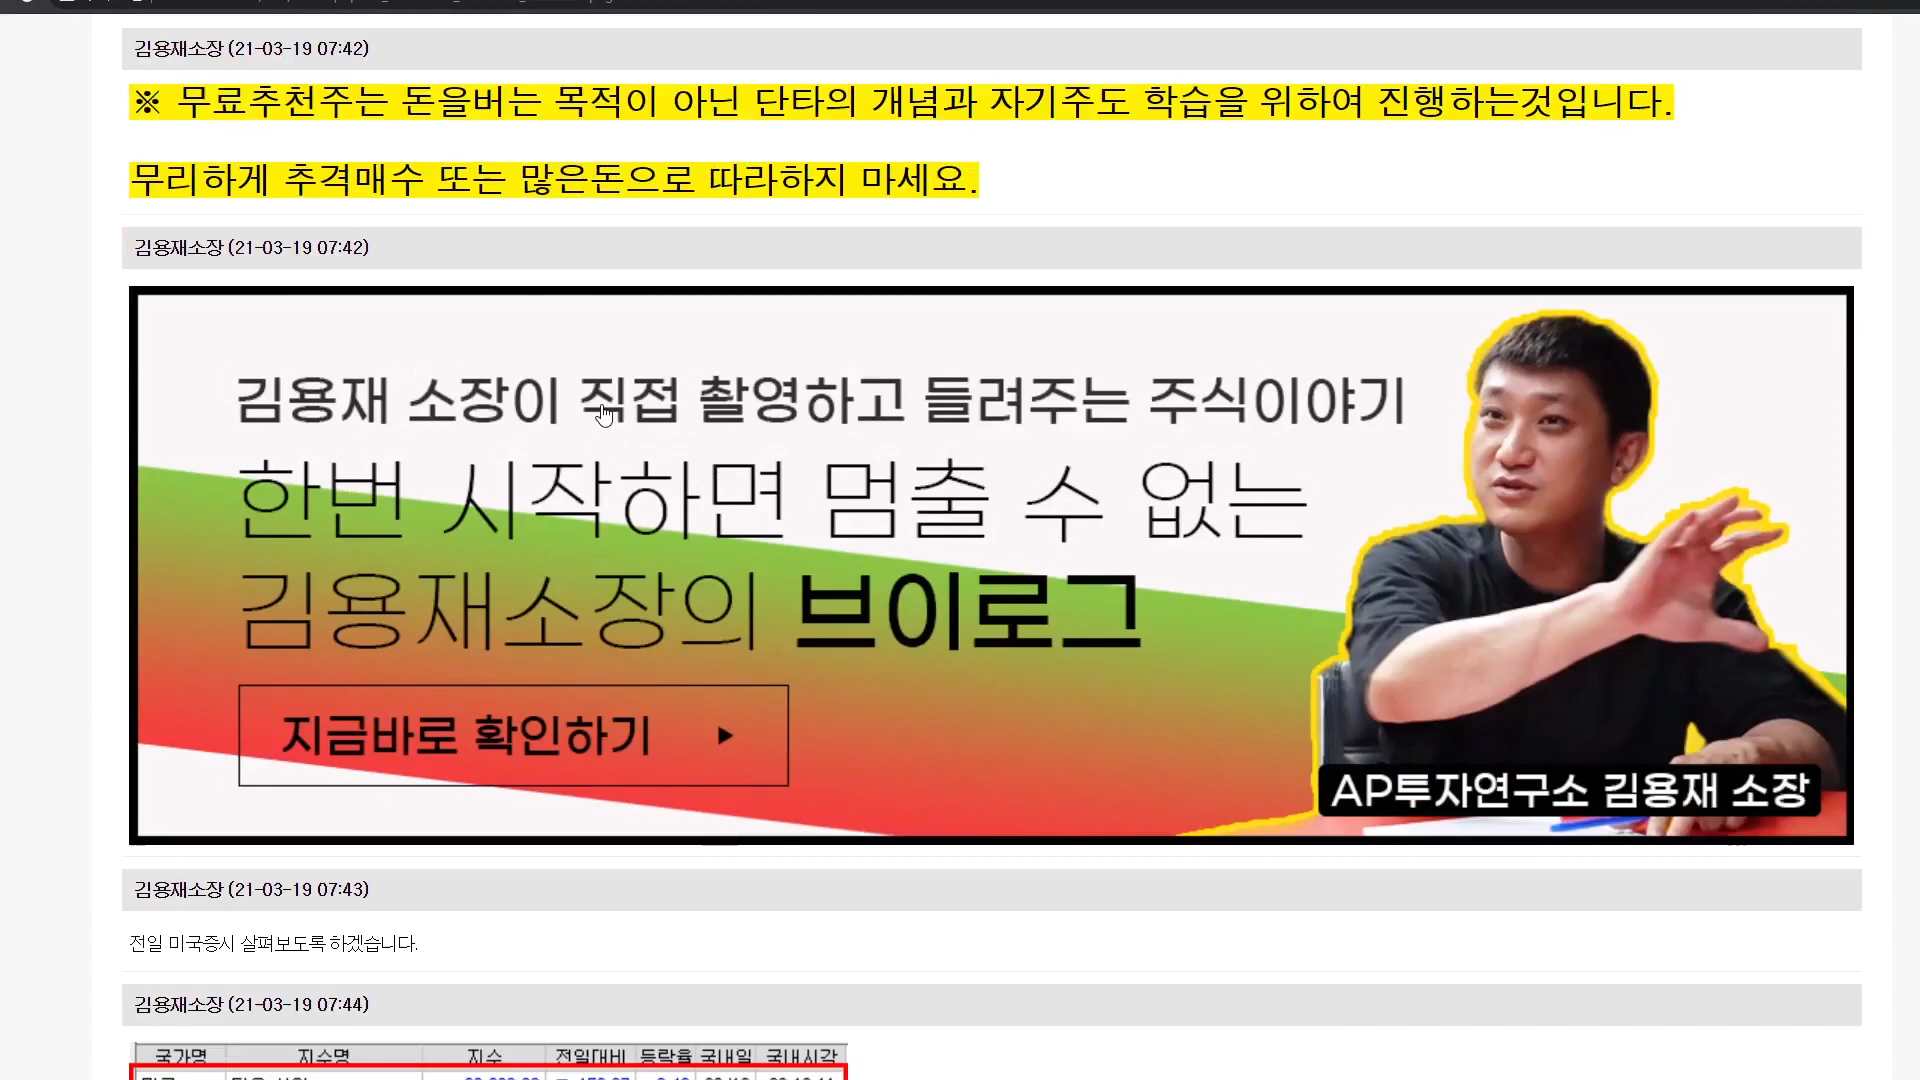 김용재소장 (21-03-19 07:42)
※ 무료추천주는 돈을버는 목적이 아닌 단타의 개념과 자기주도 학습을 위하여 진행하는것입니다.
무리하게 추격매수 또는 많은돈으로 따라하지 마세요.
김용재소장 (21-03-19 07:42)
김용재 소장이 직접 촬영하고 들려주는 주식이야기
한번 시작하면 멈출 수 없는
김용재소장의 브이로그
지금바로 확인하기 ▶
AP투자연구소 김용재 소장
김용재소장 (21-03-19 07:43)
전일 미국증시 살펴보도록 하겠습니다.
김용재소장 (21-03-19 07:44)
국가명 지수명 지수 전일대비 등락율 국내일 국내시각